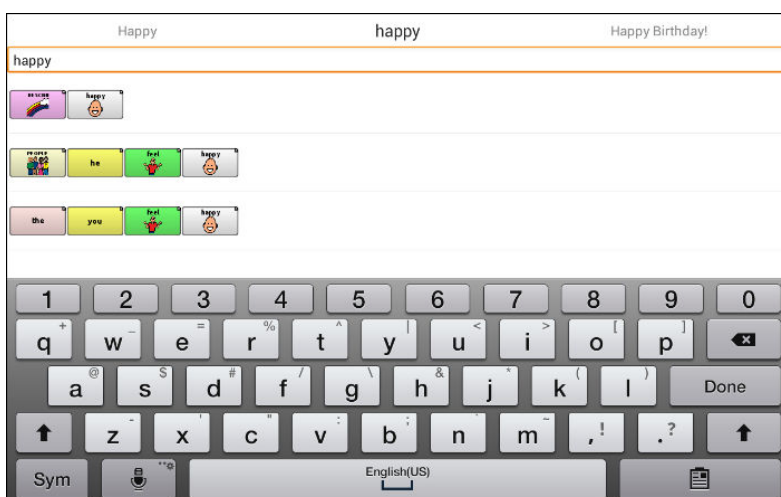 Happy happy Happy Birthday!
happy
DESCRIB happy
PEOPLE he feel happy
the you feel happy
1 2 3 4 5 6 7 8 9 0
q + w _ e = r % t ^ y | u < i > o [ p ]
a @ s $ d # f / g \ h & j * k ( l ) Done
z - x ' c " v : b ; n m ~ , ! . ?
Sym English(US)